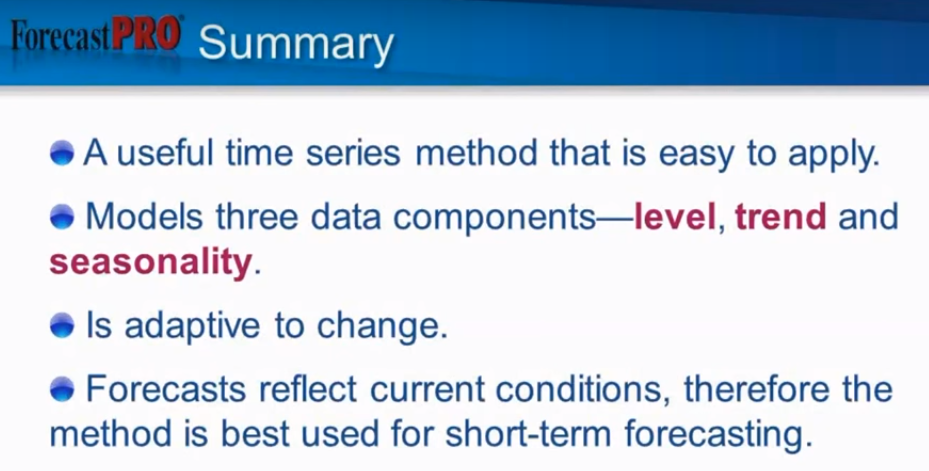 ForecastPRO® Summary
A useful time series method that is easy to apply.
Models three data components—level, trend and
seasonality.
Is adaptive to change.
Forecasts reflect current conditions, therefore the
method is best used for short-term forecasting.